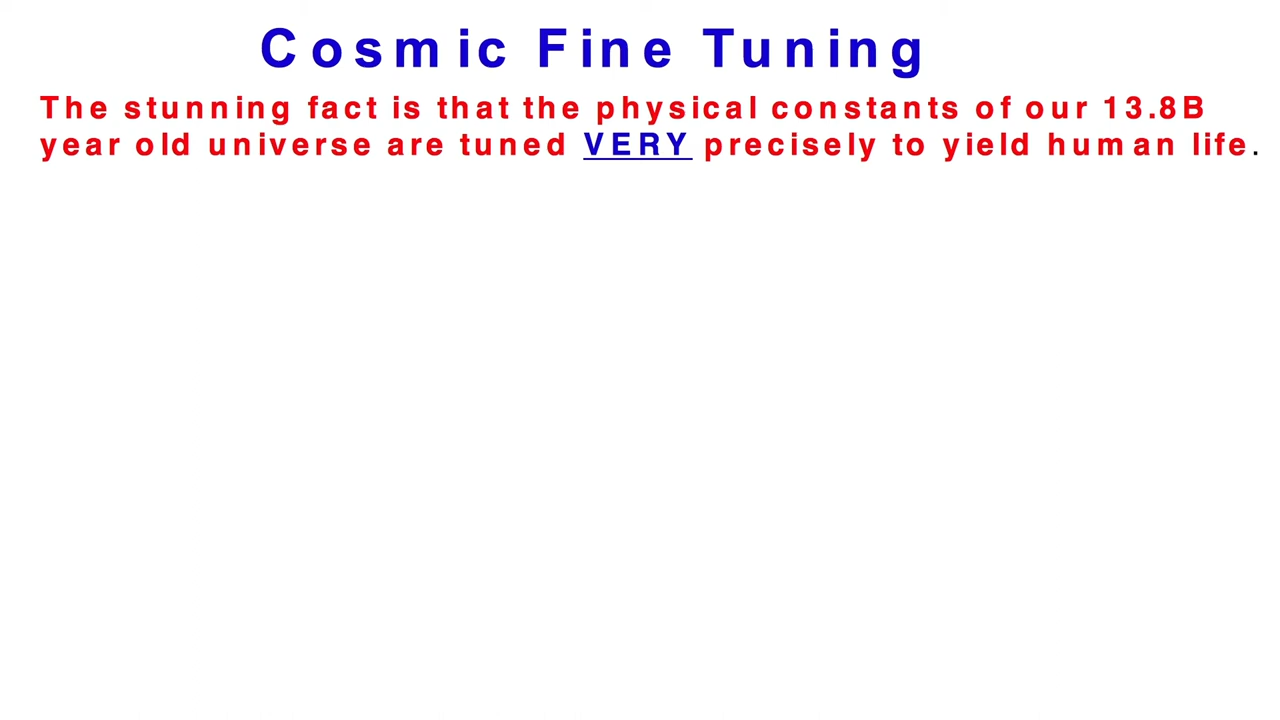 Cosmic Fine Tuning
The stunning fact is that the physical constants of our 13.8B
year old universe are tuned VERY precisely to yield human life.